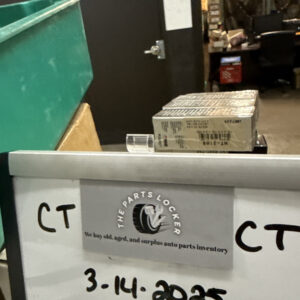 THE PARTS LOCKER
We buy old, aged, and surplus auto parts inventory
CT
CT
3-14-2025